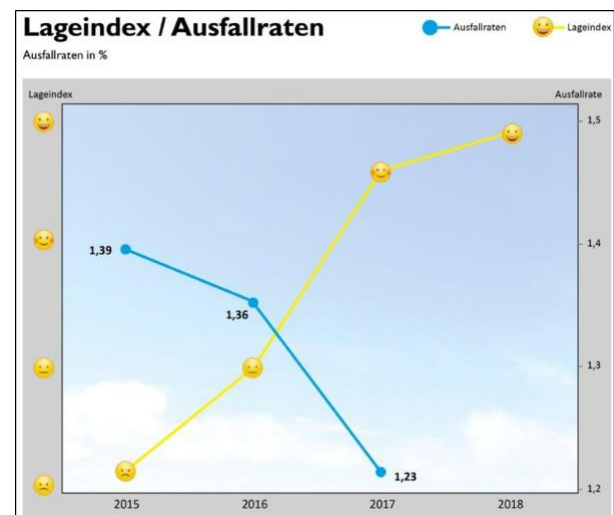 Lageindex / Ausfallraten
Ausfallraten
Lageindex
Ausfallraten in %
Lageindex
Ausfallrate
1,5
1,4
1,39
1,36
1,3
1,23
1,2
2015
2016
2017
2018